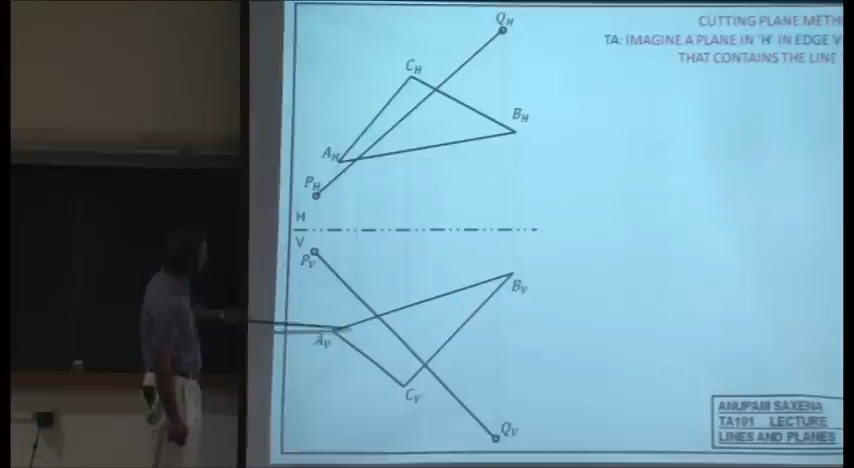 CUTTING PLANE METH
TA: IMAGINE A PLANE IN 'H' IN EDGE V
THAT CONTAINS THE LINE
Q_H
C_H
B_H
A_H
P_H
H
V
P_V
B_V
A_V
C_V
Q_V
ANUPAM SAXENA
TA101 LECTURE
LINES AND PLANES